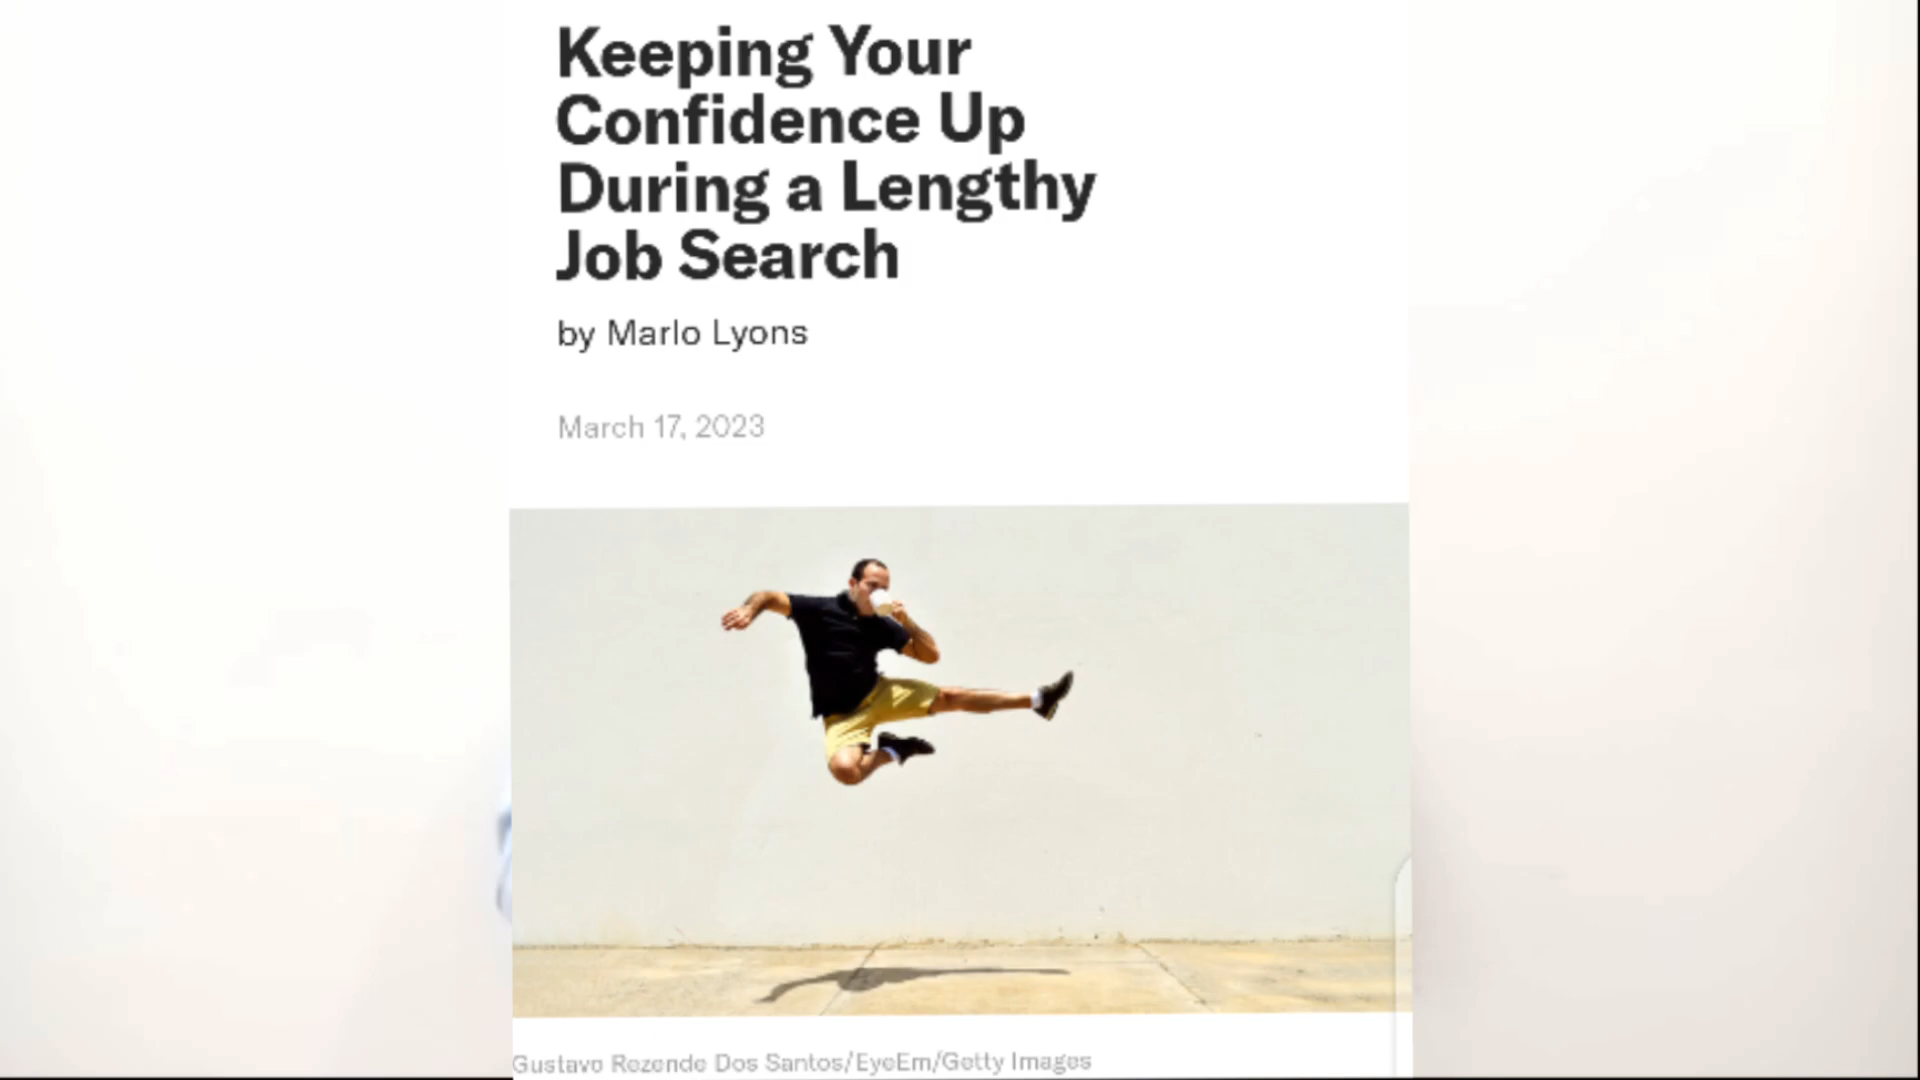 Keeping Your
Confidence Up
During a Lengthy
Job Search
by Marlo Lyons
March 17, 2023
Gustavo Rezende Dos Santos/EyeEm/Getty Images